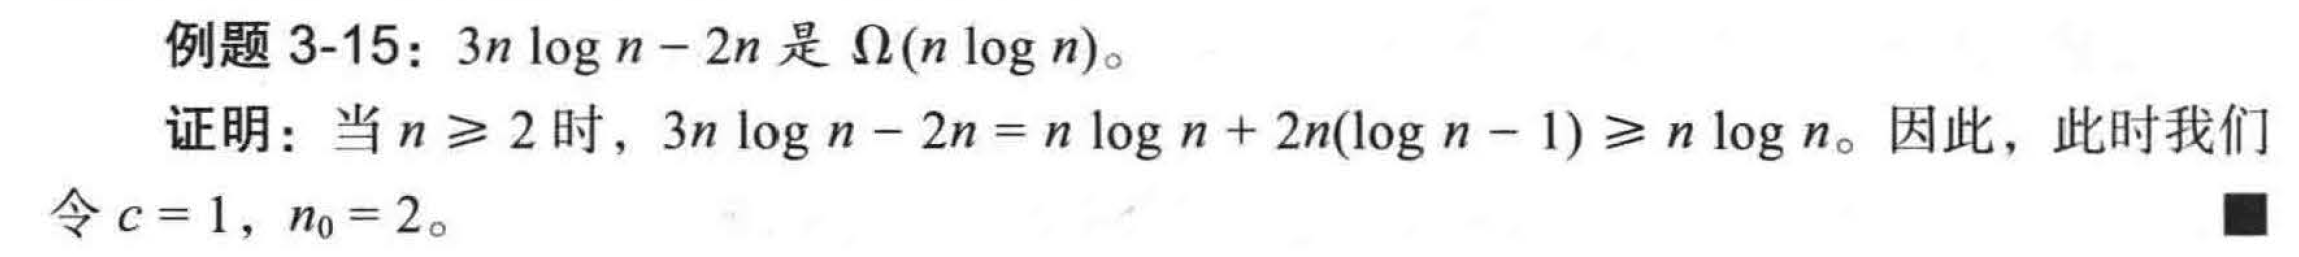 例题 3-15：3n log n − 2n 是 Ω(n log n)。
证明：当 n ⩾ 2 时，3n log n − 2n = n log n + 2n(log n − 1) ⩾ n log n。因此，此时我们
令 c = 1，n₀ = 2。 ■